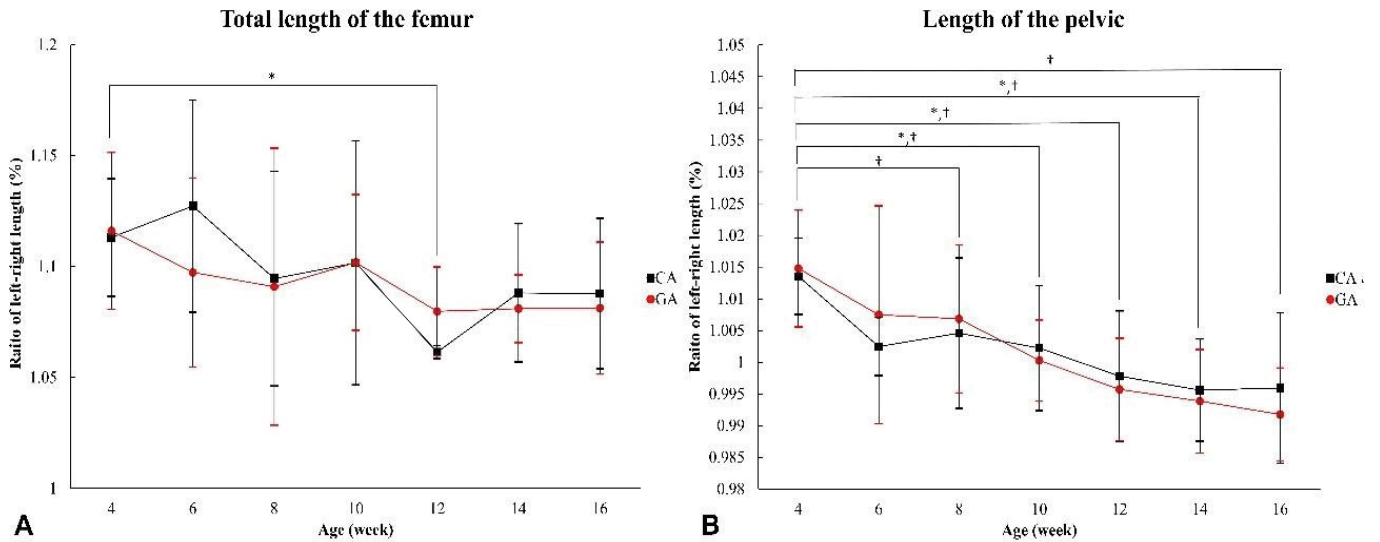 Total length of the femur
Raito of left-right length (%)
1.2
1.15
1.1
1.05
1
*
CA
GA
4 6 8 10 12 14 16
Age (week)
A
Length of the pelvic
Raito of left-right length (%)
1.05
1.045
1.04
1.035
1.03
1.025
1.02
1.015
1.01
1.005
1
0.995
0.99
0.985
0.98
†
*,†
*,†
*,†
†
CA
GA
4 6 8 10 12 14 16
Age (week)
B